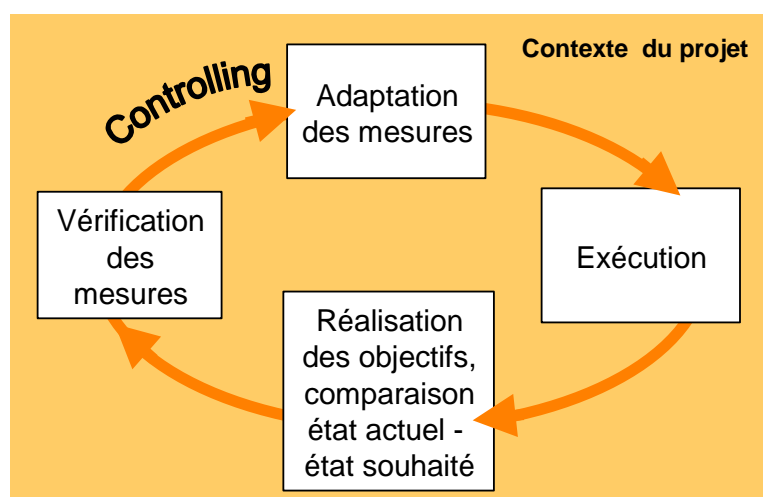 Contexte du projet
Controlling
Adaptation
des mesures
Exécution
Réalisation
des objectifs,
comparaison
état actuel -
état souhaité
Vérification
des
mesures